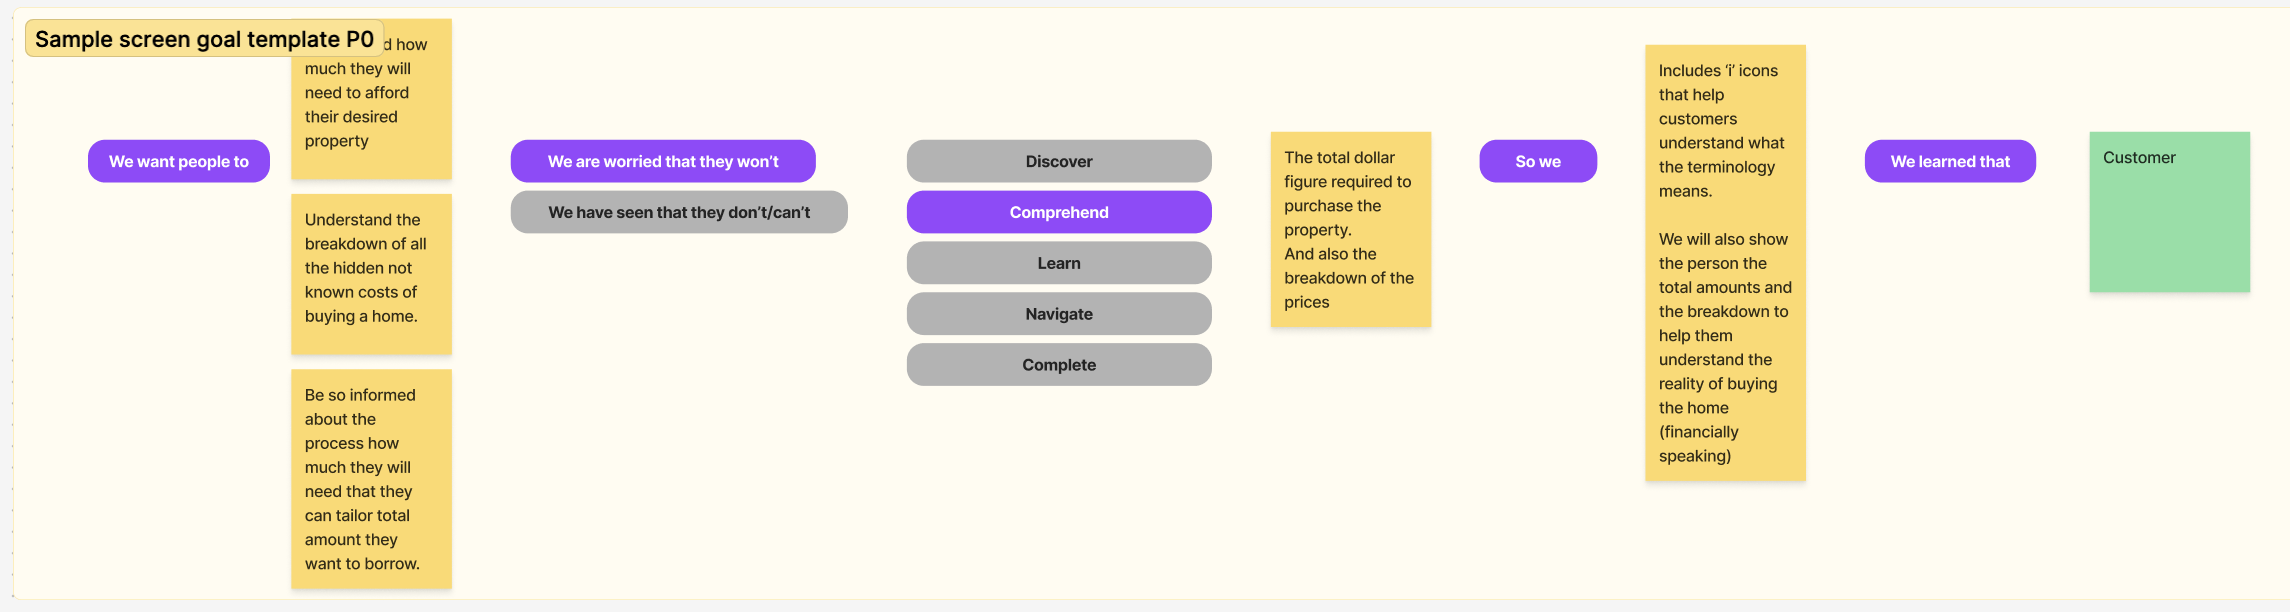 Sample screen goal template P0
how
much they will
need to afford
their desired
property
We want people to
Understand the
breakdown of all
the hidden not
known costs of
buying a home.
Be so informed
about the
process how
much they will
need that they
can tailor total
amount they
want to borrow.
We are worried that they won’t
We have seen that they don’t/can’t
Discover
Comprehend
Learn
Navigate
Complete
The total dollar
figure required to
purchase the
property.
And also the
breakdown of the
prices
So we
Includes ‘i’ icons
that help
customers
understand what
the terminology
means.
We will also show
the person the
total amounts and
the breakdown to
help them
understand the
reality of buying
the home
(financially
speaking)
We learned that
Customer